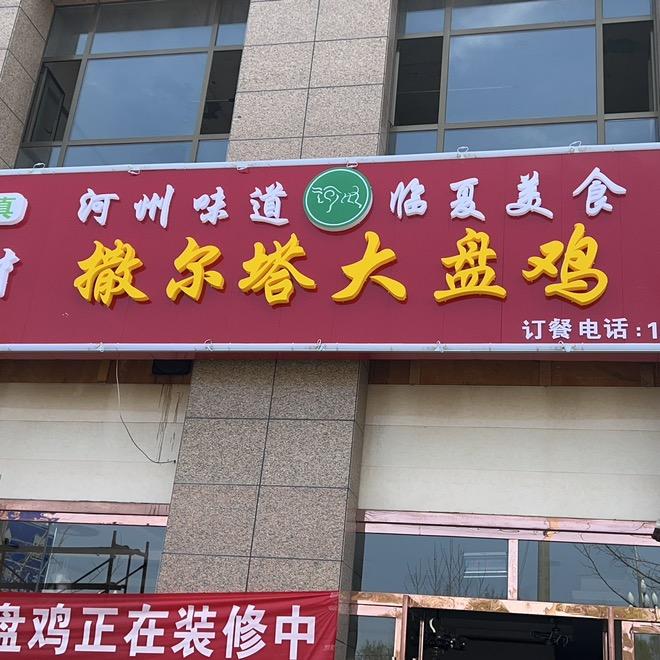 真
河州味道 临夏美食
撒尔塔大盘鸡
订餐电话:1
盘鸡正在装修中